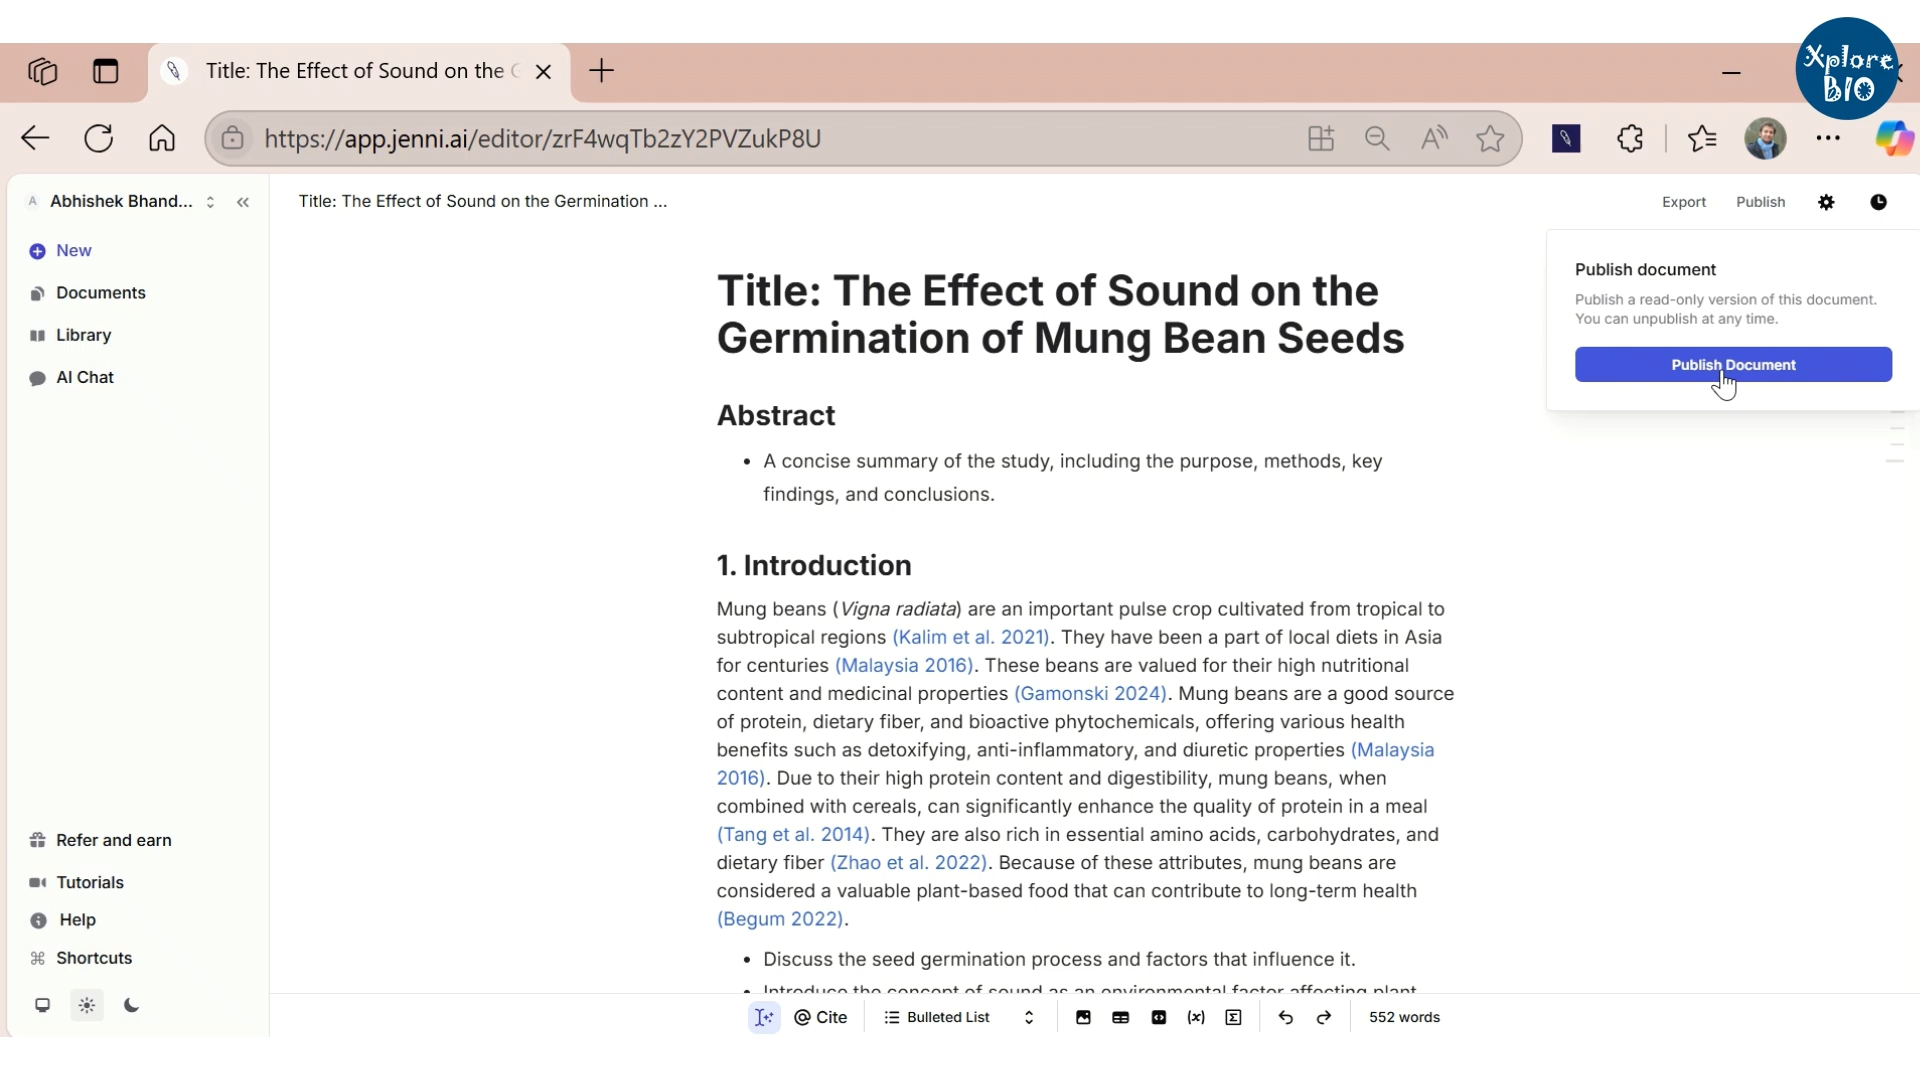 Xplore
BIO
Title: The Effect of Sound on the
https://app.jenni.ai/editor/zrF4wqTb2zY2PVZukP8U
A Abhishek Bhand...
Title: The Effect of Sound on the Germination ...
Export Publish
New
Documents
Library
AI Chat
Publish document
Publish a read-only version of this document.
You can unpublish at any time.
Publish Document
Title: The Effect of Sound on the
Germination of Mung Bean Seeds
Abstract
• A concise summary of the study, including the purpose, methods, key
findings, and conclusions.
1. Introduction
Mung beans (Vigna radiata) are an important pulse crop cultivated from tropical to
subtropical regions (Kalim et al. 2021). They have been a part of local diets in Asia
for centuries (Malaysia 2016). These beans are valued for their high nutritional
content and medicinal properties (Gamonski 2024). Mung beans are a good source
of protein, dietary fiber, and bioactive phytochemicals, offering various health
benefits such as detoxifying, anti-inflammatory, and diuretic properties (Malaysia
2016). Due to their high protein content and digestibility, mung beans, when
combined with cereals, can significantly enhance the quality of protein in a meal
(Tang et al. 2014). They are also rich in essential amino acids, carbohydrates, and
dietary fiber (Zhao et al. 2022). Because of these attributes, mung beans are
considered a valuable plant-based food that can contribute to long-term health
(Begum 2022).
• Discuss the seed germination process and factors that influence it.
• Introduce the concept of sound as an environmental factor affecting plant
Refer and earn
Tutorials
Help
Shortcuts
@ Cite
Bulleted List
552 words